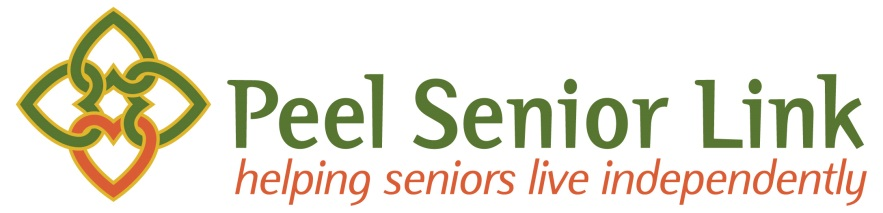 Peel Senior Link
helping seniors live independently